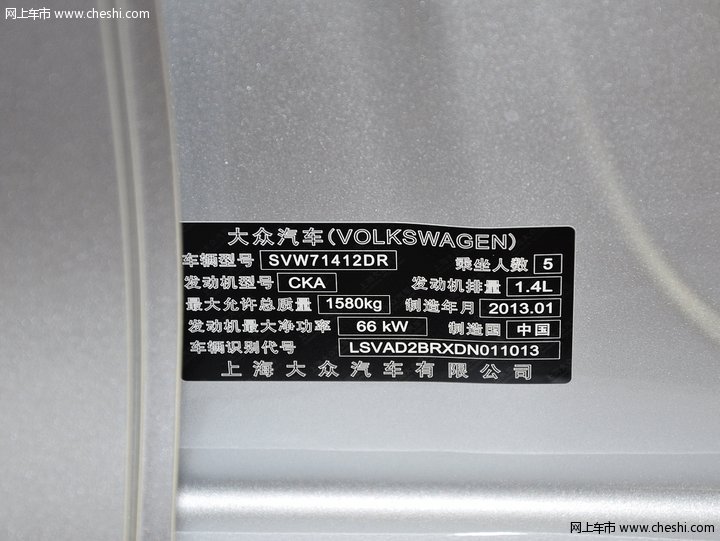 网上车市 www.cheshi.com
大众汽车(VOLKSWAGEN)
车辆型号 SVW71412DR 乘坐人数 5
发动机型号 CKA 发动机排量 1.4L
最大允许总质量 1580kg 制造年月 2013.01
发动机最大净功率 66 kW 制造国 中国
车辆识别代号 LSVAD2BRXDN011013
上海大众汽车有限公司
网上车市 www.cheshi.com